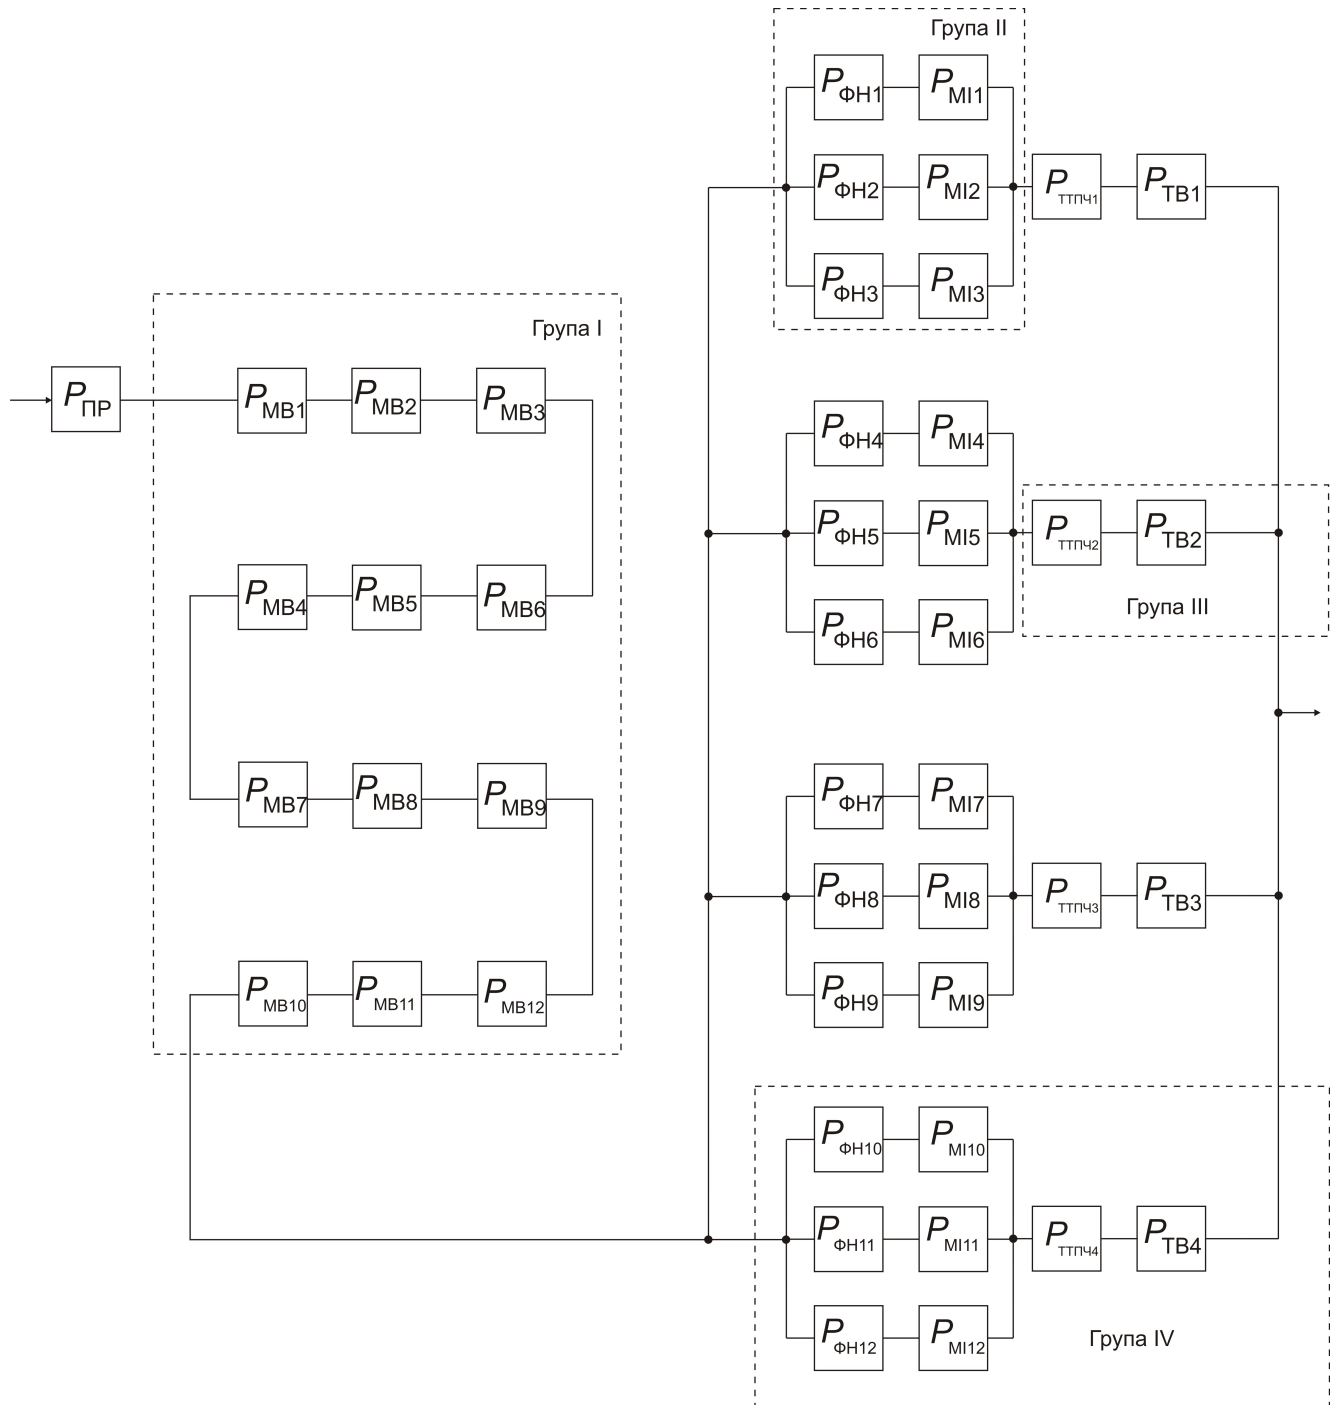 Група II
P ФН1 P МІ1
P ФН2 P МІ2 P ТТПЧ1 P ТВ1
P ФН3 P МІ3
Група I
P ПР P МВ1 P МВ2 P МВ3
P ФН4 P МІ4
P ФН5 P МІ5 P ТТПЧ2 P ТВ2
P МВ4 P МВ5 P МВ6
Група III
P ФН6 P МІ6
P МВ7 P МВ8 P МВ9
P ФН7 P МІ7
P ФН8 P МІ8 P ТТПЧ3 P ТВ3
P МВ10 P МВ11 P МВ12
P ФН9 P МІ9
P ФН10 P МІ10
P ФН11 P МІ11 P ТТПЧ4 P ТВ4
P ФН12 P МІ12
Група IV